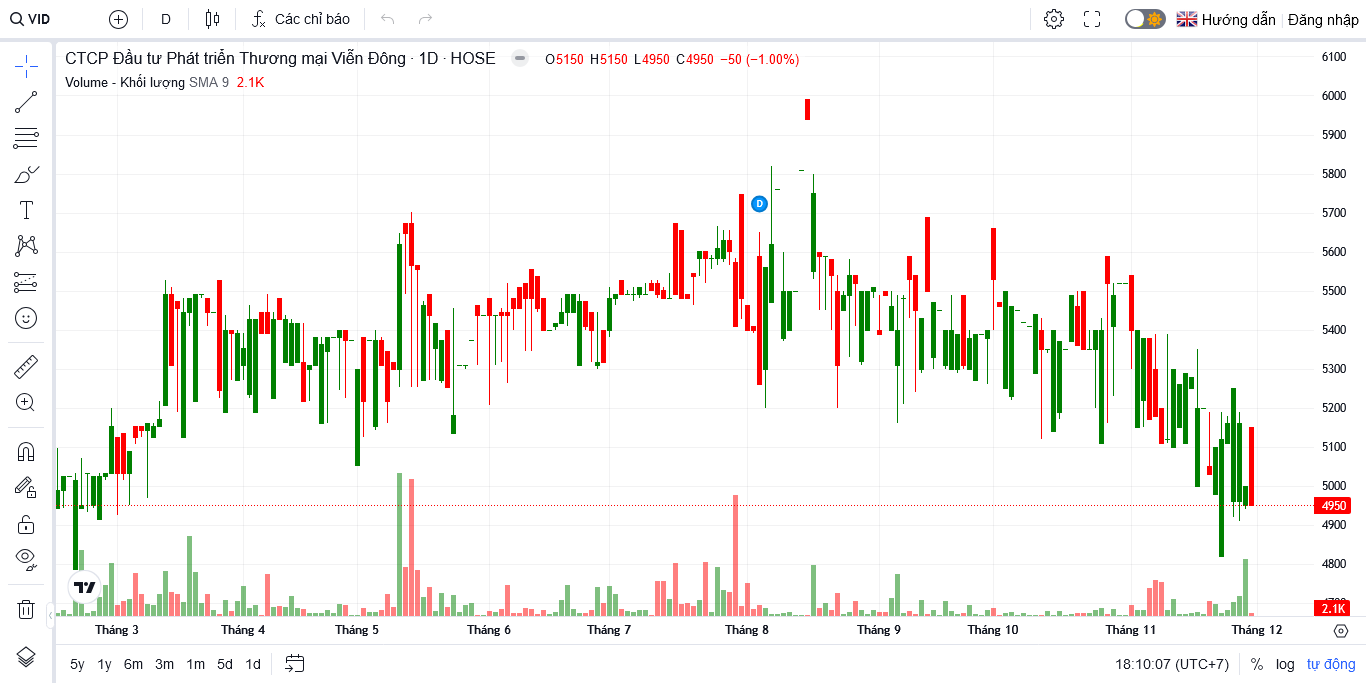 VID D Các chỉ báo Hướng dẫn Đăng nhập
CTCP Đầu tư Phát triển Thương mại Viễn Đông · 1D · HOSE O5150 H5150 L4950 C4950 −50 (−1.00%)
Volume - Khối lượng SMA 9 2.1K
6100
6000
5900
5800
5700
D
5600
5500
5400
5300
5200
5100
5000
4950
4900
4800
2.1K
Tháng 3 Tháng 4 Tháng 5 Tháng 6 Tháng 7 Tháng 8 Tháng 9 Tháng 10 Tháng 11 Tháng 12
5y 1y 6m 3m 1m 5d 1d 18:10:07 (UTC+7) % log tự động